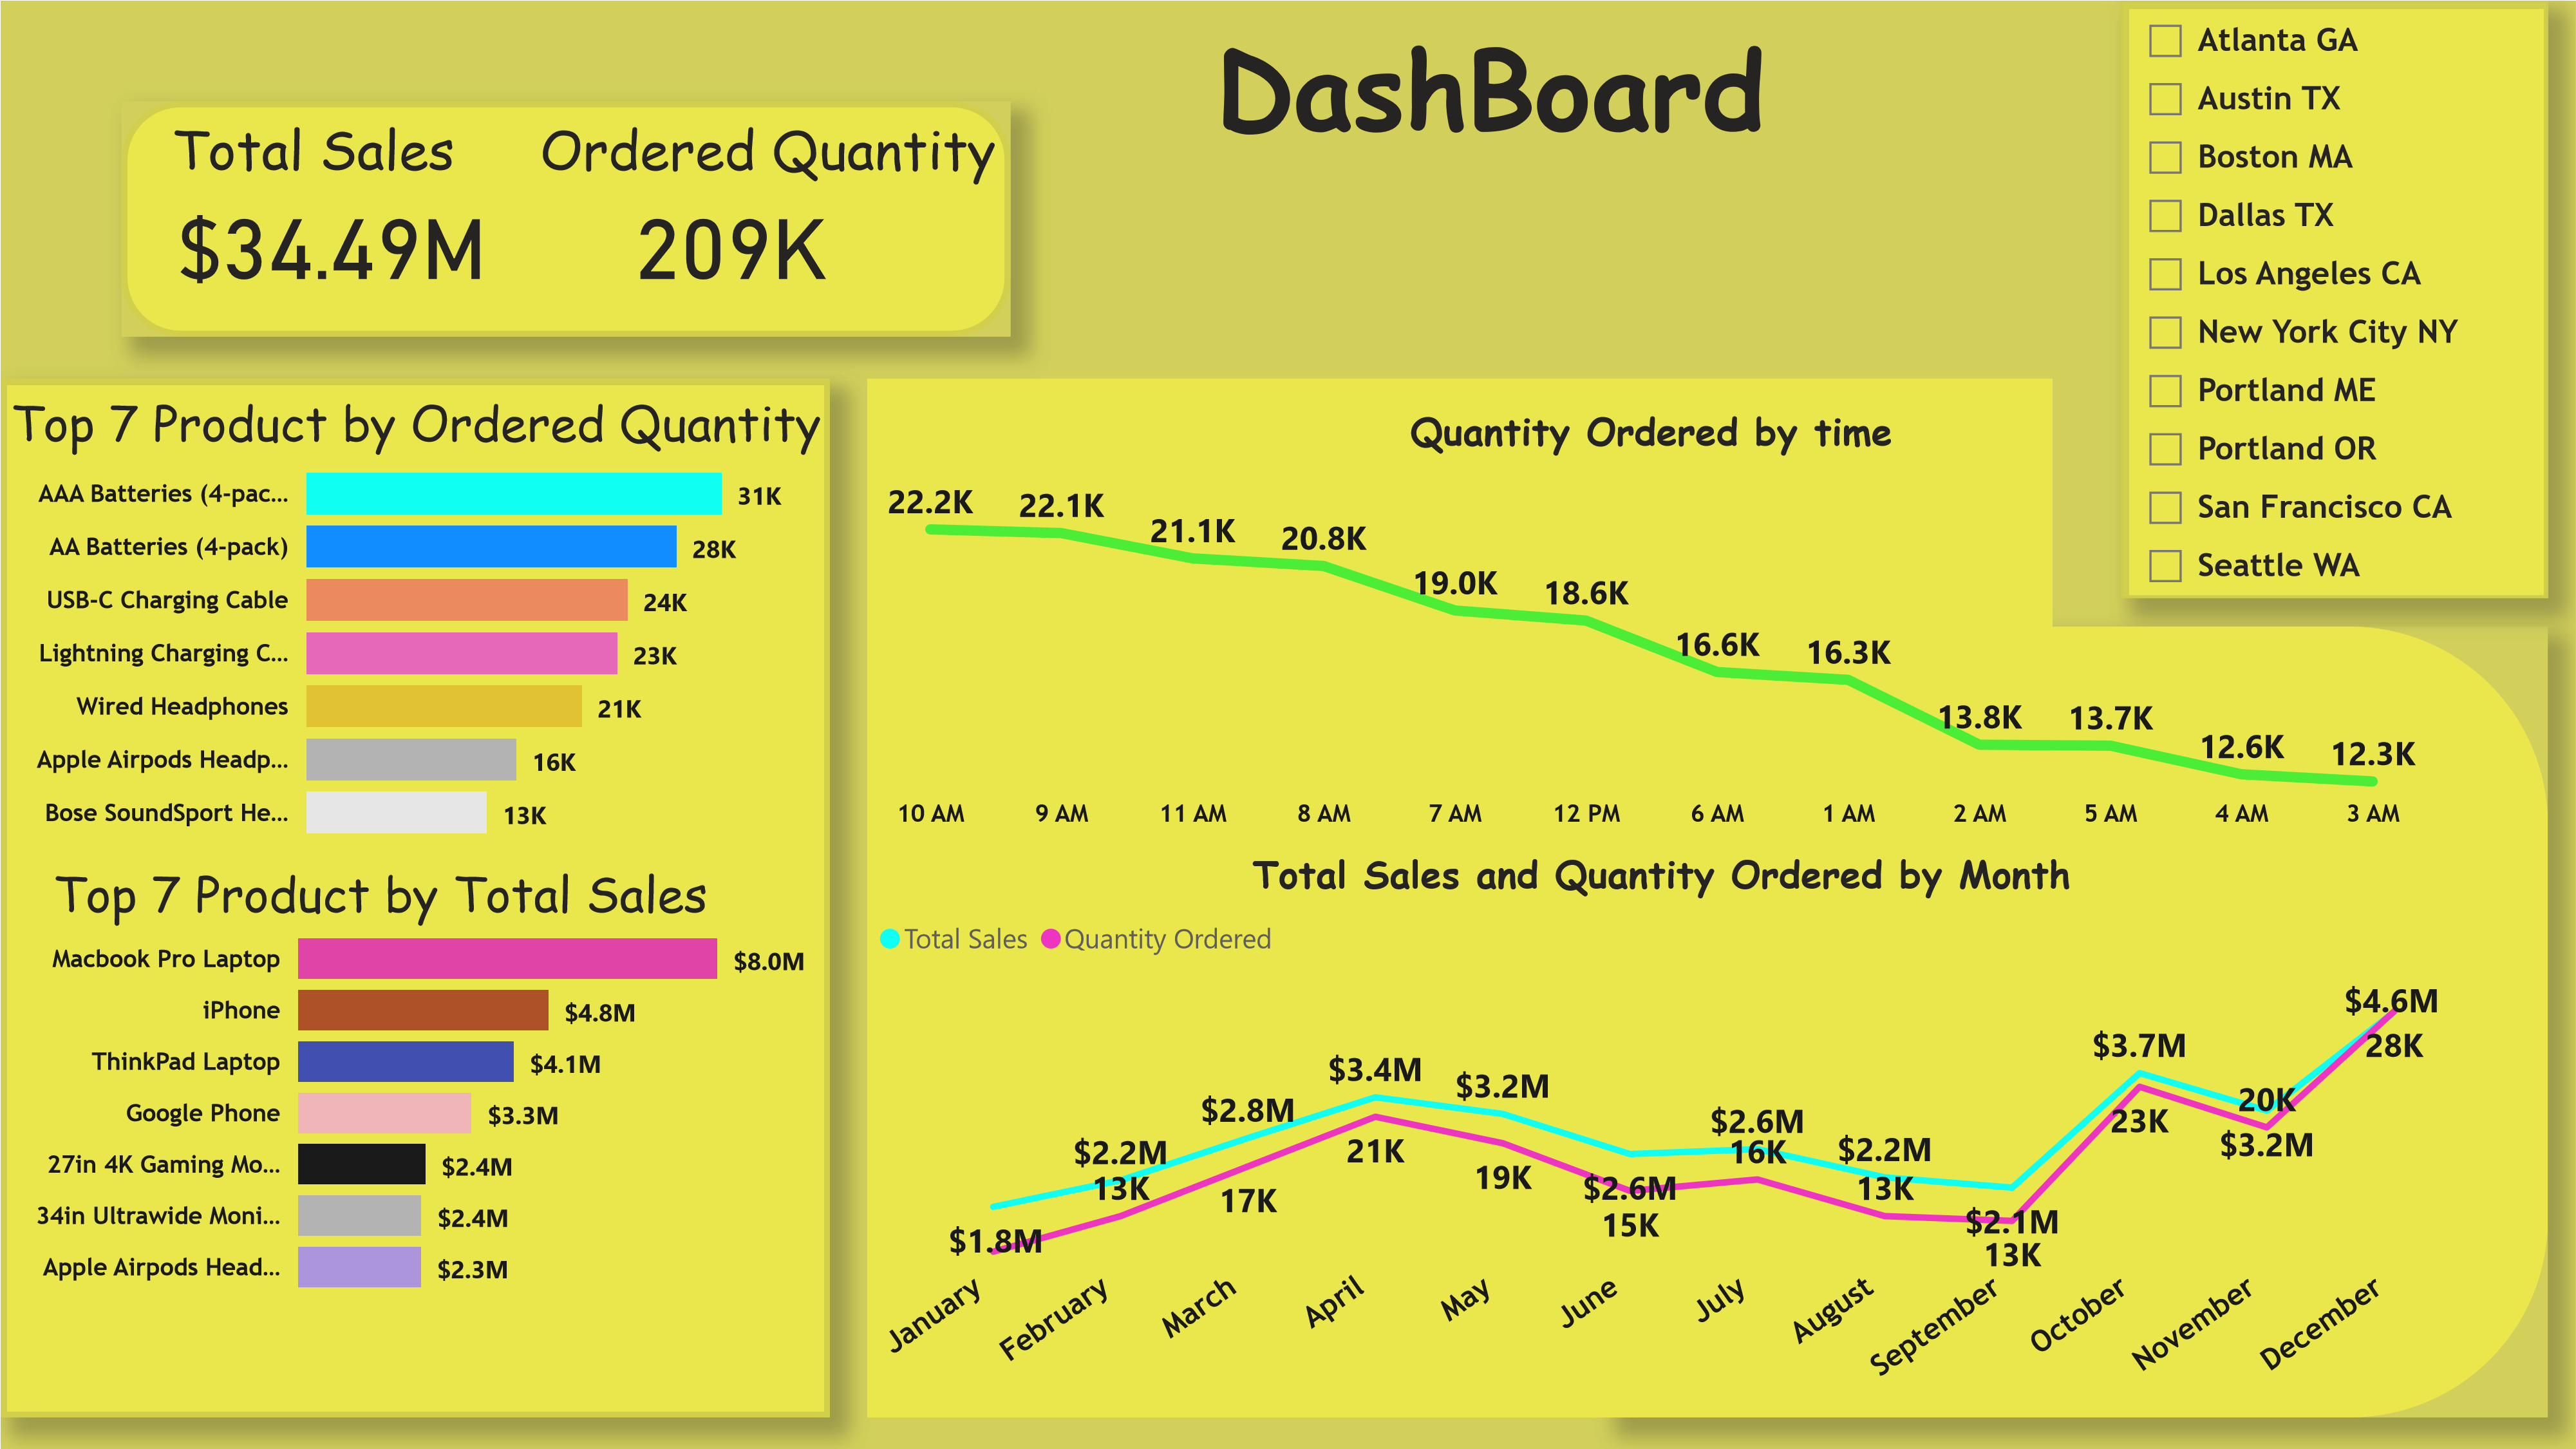 DashBoard
Total Sales Ordered Quantity
$34.49M 209K
Atlanta GA
Austin TX
Boston MA
Dallas TX
Los Angeles CA
New York City NY
Portland ME
Portland OR
San Francisco CA
Seattle WA
Top 7 Product by Ordered Quantity
AAA Batteries (4-pac... 31K
AA Batteries (4-pack) 28K
USB-C Charging Cable 24K
Lightning Charging C... 23K
Wired Headphones 21K
Apple Airpods Headp... 16K
Bose SoundSport He... 13K
Top 7 Product by Total Sales
Macbook Pro Laptop $8.0M
iPhone $4.8M
ThinkPad Laptop $4.1M
Google Phone $3.3M
27in 4K Gaming Mo... $2.4M
34in Ultrawide Moni... $2.4M
Apple Airpods Head... $2.3M
Quantity Ordered by time
22.2K 22.1K 21.1K 20.8K 19.0K 18.6K 16.6K 16.3K 13.8K 13.7K 12.6K 12.3K
10 AM 9 AM 11 AM 8 AM 7 AM 12 PM 6 AM 1 AM 2 AM 5 AM 4 AM 3 AM
Total Sales and Quantity Ordered by Month
Total Sales Quantity Ordered
$1.8M $2.2M $2.8M $3.4M $3.2M $2.6M $2.6M $2.2M $2.1M $3.7M $3.2M $4.6M
13K 17K 21K 19K 15K 16K 13K 13K 23K 20K 28K
January February March April May June July August September October November December